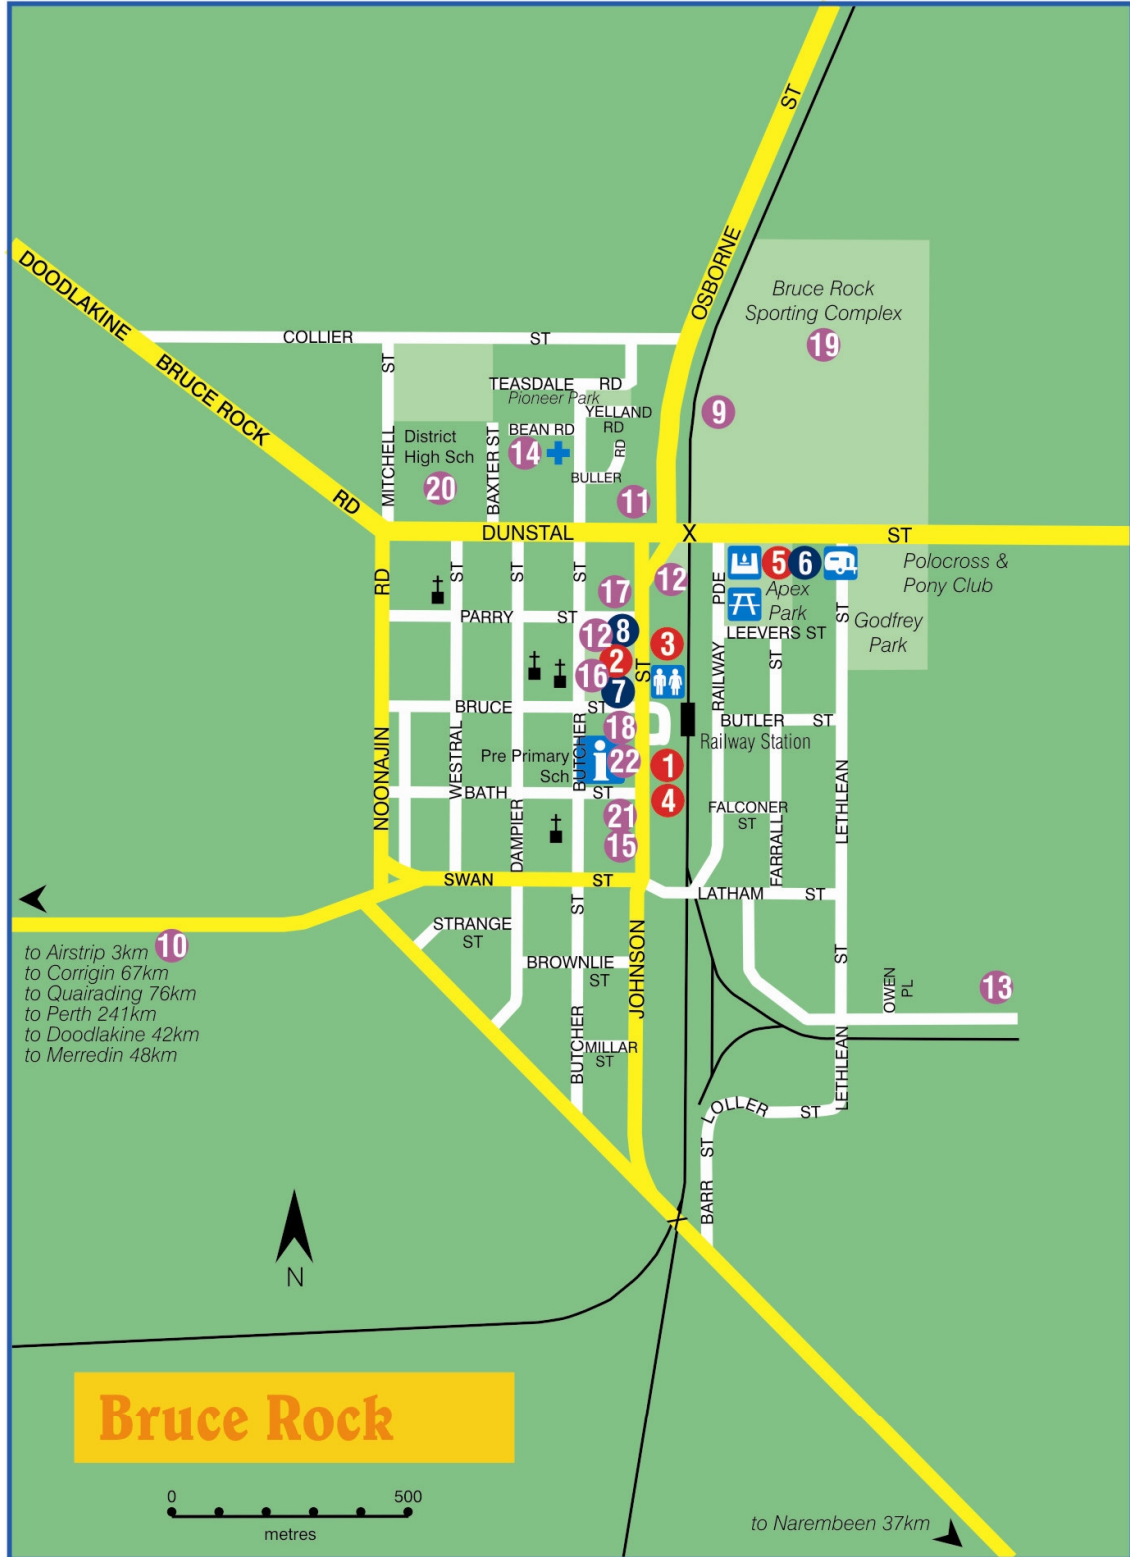 ST
OSBORNE
DOODLAKINE
BRUCE ROCK
RD
COLLIER
ST
Bruce Rock
Sporting Complex
19
ST
MITCHELL
TEASDALE RD
Pioneer Park
YELLAND
RD
9
BEAN RD
District
High Sch
20
BAXTER ST
14
RD
BULLER
11
DUNSTAL
X
ST
RD
ST
ST
ST
17
12
PDE
5
6
Apex
Park
Polocross &
Pony Club
ST
Godfrey
Park
PARRY
ST
12
8
3
LEEVERS ST
2
16
7
ST
RAILWAY
ST
BRUCE
ST
18
BUTLER
ST
Railway Station
NOONAJIN
WESTRAL
Pre Primary
Sch
BUTCHER
i
22
1
BATH
ST
4
LETHLEAN
DAMPIER
21
15
FALCONER
ST
FARRALL
SWAN
ST
LATHAM
ST
STRANGE
ST
ST
JOHNSON
BROWNLIE
ST
ST
OWEN
PL
13
10
to Airstrip 3km
to Corrigin 67km
to Quairading 76km
to Perth 241km
to Doodlakine 42km
to Merredin 48km
BUTCHER
MILLAR
ST
LETHLEAN
LOLLER
ST
ST
BARR
N
Bruce Rock
0
500
metres
to Narembeen 37km